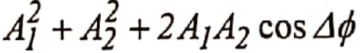 A₁² + A₂² + 2A₁A₂ cos Δϕ